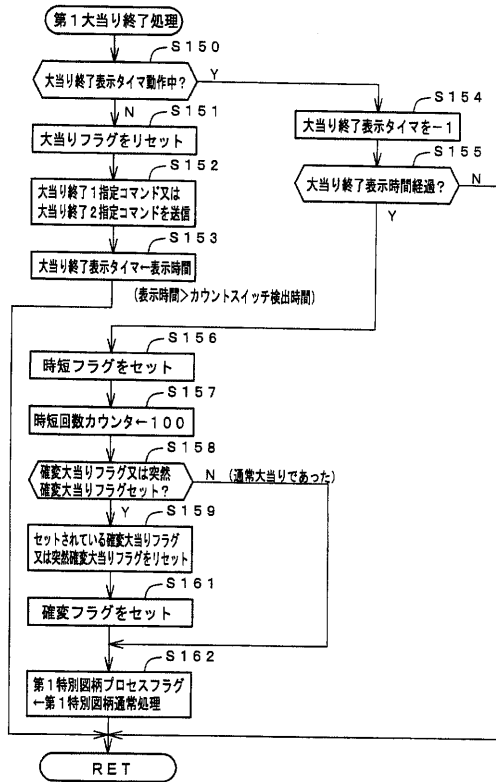 第1大当り終了処理
S150
大当り終了表示タイマ動作中?
Y
N
S151
大当りフラグをリセット
S152
大当り終了1指定コマンド又は
大当り終了2指定コマンドを送信
S153
大当り終了表示タイマ←表示時間
(表示時間>カウントスイッチ検出時間)
S154
大当り終了表示タイマを−1
S155
大当り終了表示時間経過?
N
Y
S156
時短フラグをセット
S157
時短回数カウンタ←100
S158
確変大当りフラグ又は突然
確変大当りフラグセット?
N (通常大当りであった)
Y
S159
セットされている確変大当りフラグ
又は突然確変大当りフラグをリセット
S161
確変フラグをセット
S162
第1特別図柄プロセスフラグ
←第1特別図柄通常処理
RET